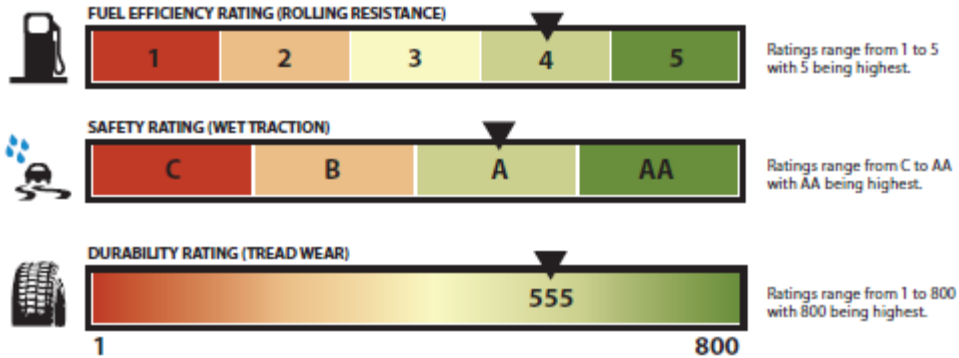 FUEL EFFICIENCY RATING (ROLLING RESISTANCE)
1 2 3 4 5
Ratings range from 1 to 5
with 5 being highest.
SAFETY RATING (WET TRACTION)
C B A AA
Ratings range from C to AA
with AA being highest.
DURABILITY RATING (TREAD WEAR)
555
Ratings range from 1 to 800
with 800 being highest.
1 800